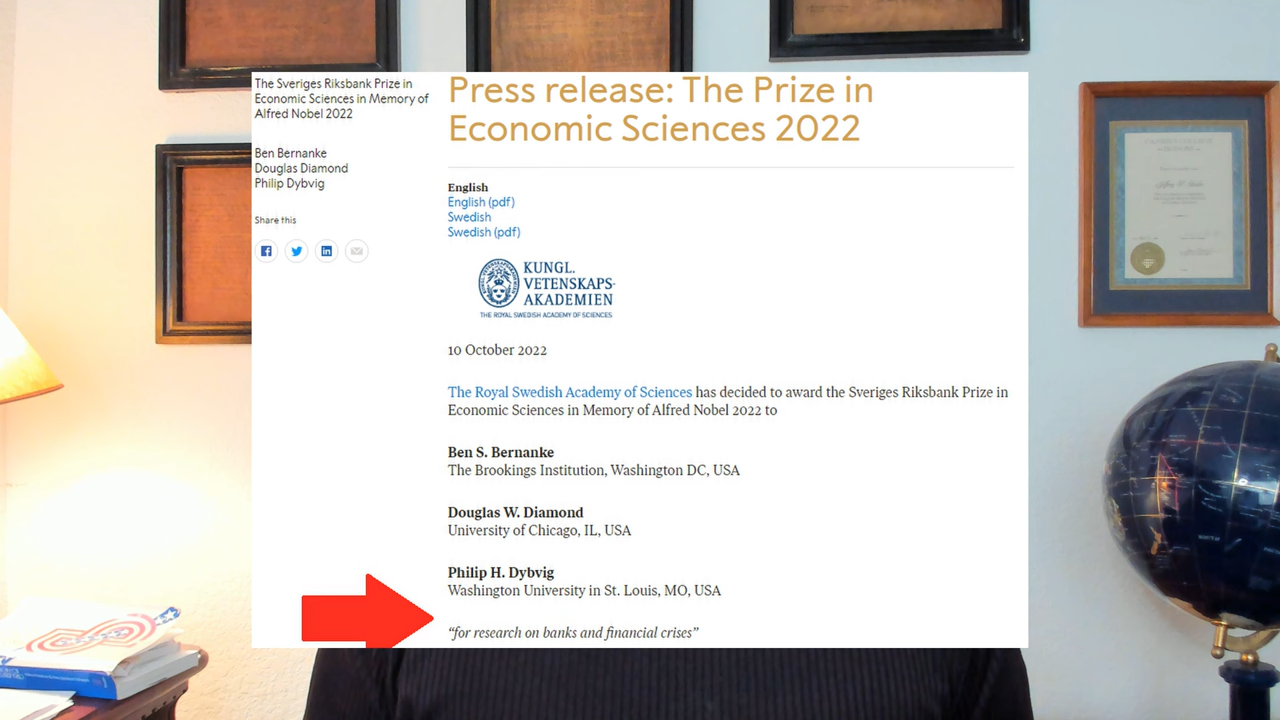 The Sveriges Riksbank Prize in
Economic Sciences in Memory of
Alfred Nobel 2022
Ben Bernanke
Douglas Diamond
Philip Dybvig
Share this
Press release: The Prize in
Economic Sciences 2022
English
English (pdf)
Swedish
Swedish (pdf)
KUNGL.
VETENSKAPS-
AKADEMIEN
THE ROYAL SWEDISH ACADEMY OF SCIENCES
10 October 2022
The Royal Swedish Academy of Sciences has decided to award the Sveriges Riksbank Prize in
Economic Sciences in Memory of Alfred Nobel 2022 to
Ben S. Bernanke
The Brookings Institution, Washington DC, USA
Douglas W. Diamond
University of Chicago, IL, USA
Philip H. Dybvig
Washington University in St. Louis, MO, USA
“for research on banks and financial crises”